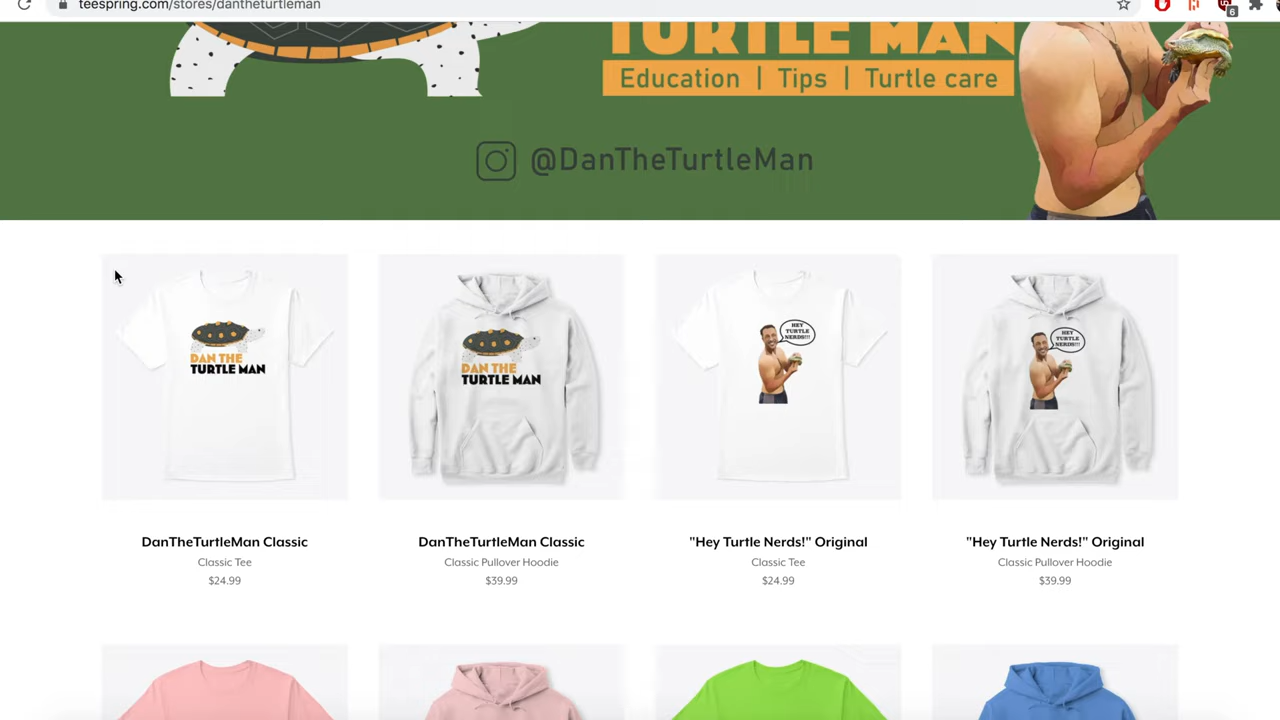 teespring.com/stores/dantheturtleman
6
TURTLE MAN
Education | Tips | Turtle care
@DanTheTurtleMan
DAN THE
TURTLE MAN
DAN THE
TURTLE MAN
HEY
TURTLE
NERDS!!!
HEY
TURTLE
NERDS!!!
DanTheTurtleMan Classic
Classic Tee
$24.99
DanTheTurtleMan Classic
Classic Pullover Hoodie
$39.99
"Hey Turtle Nerds!" Original
Classic Tee
$24.99
"Hey Turtle Nerds!" Original
Classic Pullover Hoodie
$39.99